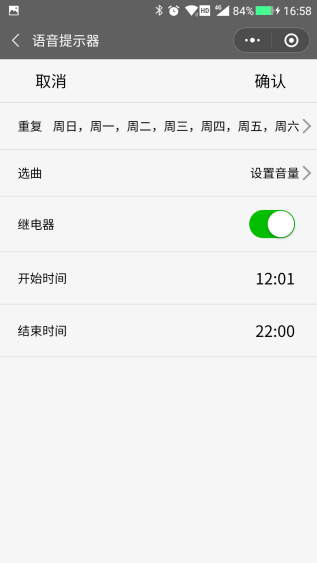 HD 4G 84% 16:58
语音提示器
取消 确认
重复 周日，周一，周二，周三，周四，周五，周六
选曲 设置音量
继电器
开始时间 12:01
结束时间 22:00